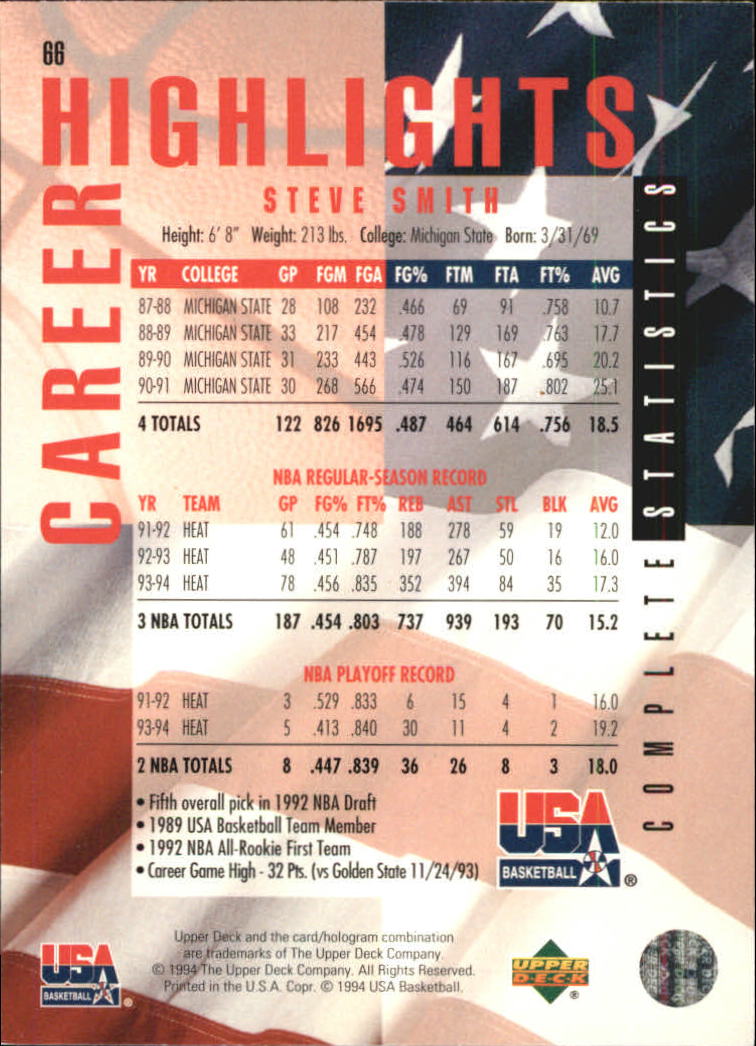 66
CAREER
HIGHLIGHTS
STEVE SMITH
Height: 6' 8" Weight: 213 lbs. College: Michigan State Born: 3/31/69
YR COLLEGE GP FGM FGA FG% FTM FTA FT% AVG
87-88 MICHIGAN STATE 28 108 232 .466 69 91 .758 10.7
88-89 MICHIGAN STATE 33 217 454 .478 129 169 .763 17.7
89-90 MICHIGAN STATE 31 233 443 .526 116 167 .695 20.2
90-91 MICHIGAN STATE 30 268 566 .474 150 187 .802 25.1
4 TOTALS 122 826 1695 .487 464 614 .756 18.5
NBA REGULAR-SEASON RECORD
YR TEAM GP FG% FT% REB AST STL BLK AVG
91-92 HEAT 61 .454 .748 188 278 59 19 12.0
92-93 HEAT 48 .451 .787 197 267 50 16 16.0
93-94 HEAT 78 .456 .835 352 394 84 35 17.3
3 NBA TOTALS 187 .454 .803 737 939 193 70 15.2
NBA PLAYOFF RECORD
91-92 HEAT 3 .529 .833 6 15 4 1 16.0
93-94 HEAT 5 .413 .840 30 11 4 2 19.2
2 NBA TOTALS 8 .447 .839 36 26 8 3 18.0
• Fifth overall pick in 1992 NBA Draft
• 1989 USA Basketball Team Member
• 1992 NBA All-Rookie First Team
• Career Game High - 32 Pts. (vs Golden State 11/24/93)
COMPLETE STATISTICS
USA
BASKETBALL ®
Upper Deck and the card/hologram combination
are trademarks of The Upper Deck Company.
© 1994 The Upper Deck Company. All Rights Reserved.
Printed in the U.S.A. Copr. © 1994 USA Basketball.
USA
BASKETBALL ®
UPPER
DECK ®